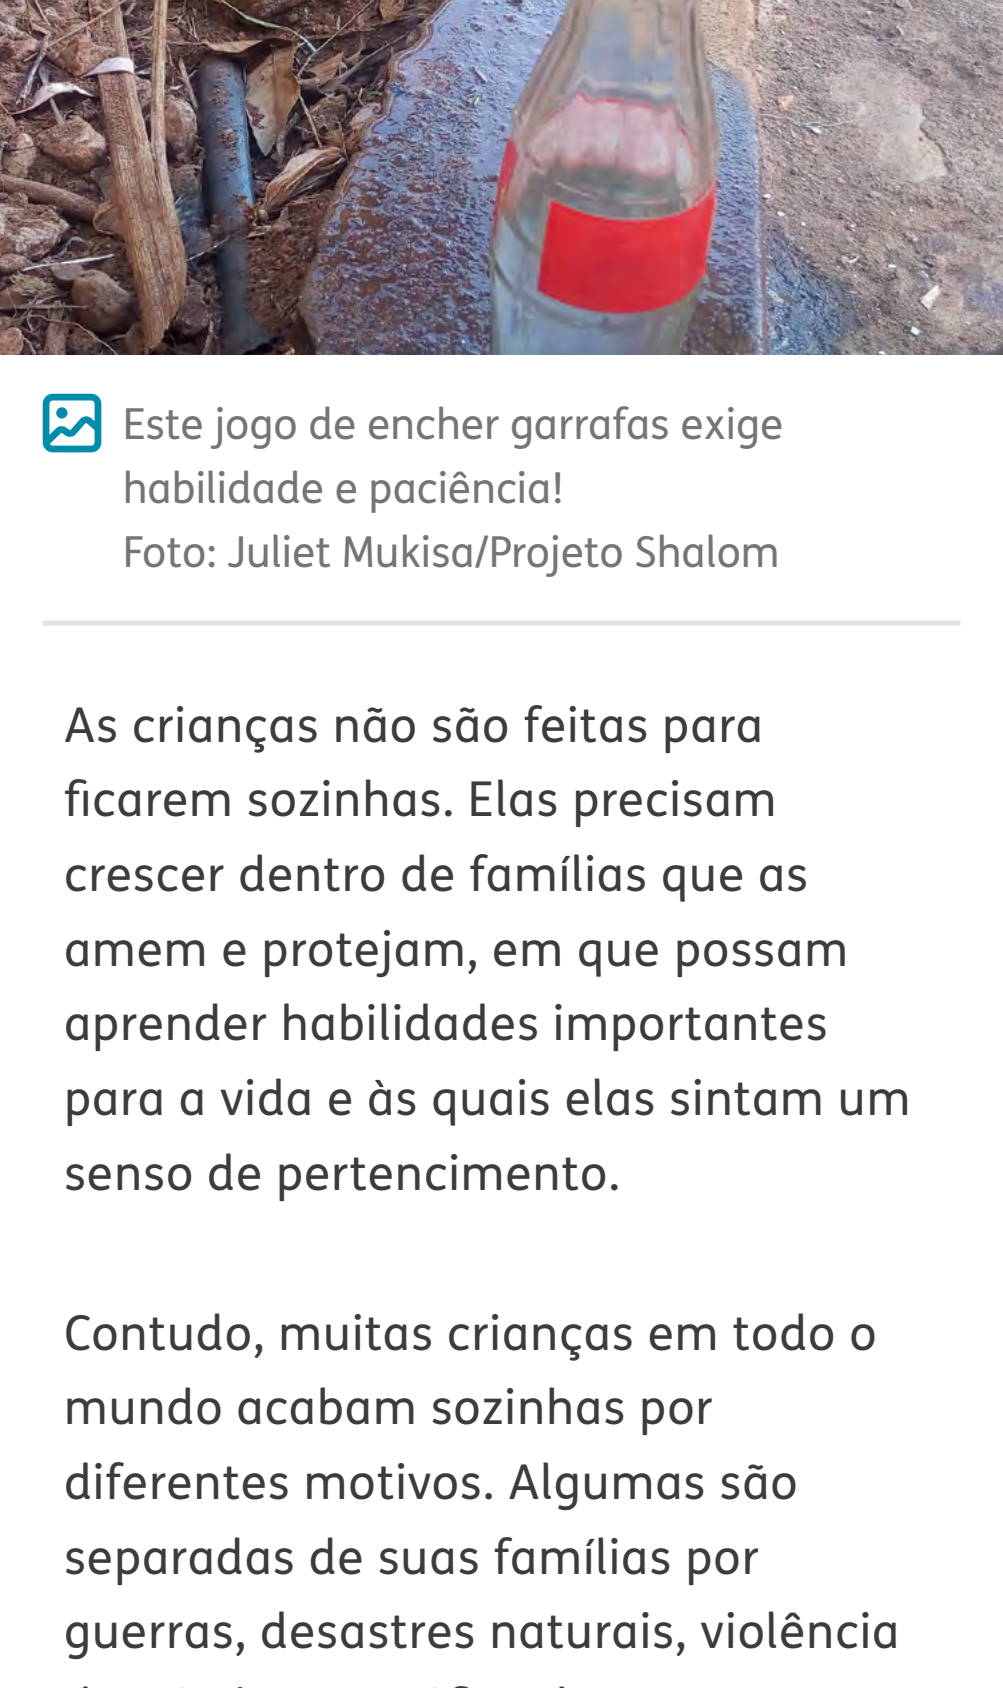 Este jogo de encher garrafas exige
habilidade e paciência!
Foto: Juliet Mukisa/Projeto Shalom
As crianças não são feitas para
ficarem sozinhas. Elas precisam
crescer dentro de famílias que as
amem e protejam, em que possam
aprender habilidades importantes
para a vida e às quais elas sintam um
senso de pertencimento.
Contudo, muitas crianças em todo o
mundo acabam sozinhas por
diferentes motivos. Algumas são
separadas de suas famílias por
guerras, desastres naturais, violência